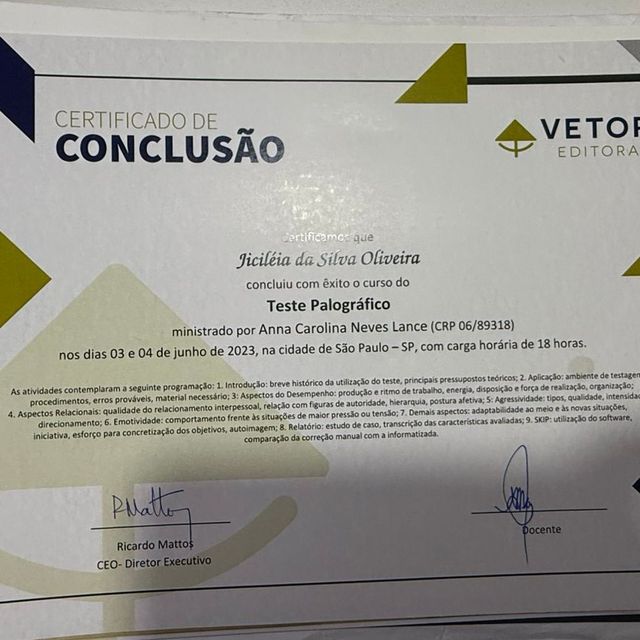 CERTIFICADO DE
CONCLUSÃO
VETOR
EDITORA
Certificamos que
Jiciléia da Silva Oliveira
concluiu com êxito o curso do
Teste Palográfico
ministrado por Anna Carolina Neves Lance (CRP 06/89318)
nos dias 03 e 04 de junho de 2023, na cidade de São Paulo – SP, com carga horária de 18 horas.
As atividades contemplaram a seguinte programação: 1. Introdução: breve histórico da utilização do teste, principais pressupostos teóricos; 2. Aplicação: ambiente de testagem
procedimentos, erros prováveis, material necessário; 3: Aspectos do Desempenho: produção e ritmo de trabalho, energia, disposição e força de realização, organização;
4. Aspectos Relacionais: qualidade do relacionamento interpessoal, relação com figuras de autoridade, hierarquia, postura afetiva; 5: Agressividade: tipos, qualidade, intensidad
direcionamento; 6. Emotividade: comportamento frente às situações de maior pressão ou tensão; 7. Demais aspectos: adaptabilidade ao meio e às novas situações,
iniciativa, esforço para concretização dos objetivos, autoimagem; 8. Relatório: estudo de caso, transcrição das características avaliadas; 9. SKIP: utilização do software,
comparação da correção manual com a informatizada.
RMattos
Ricardo Mattos
CEO- Diretor Executivo
Docente